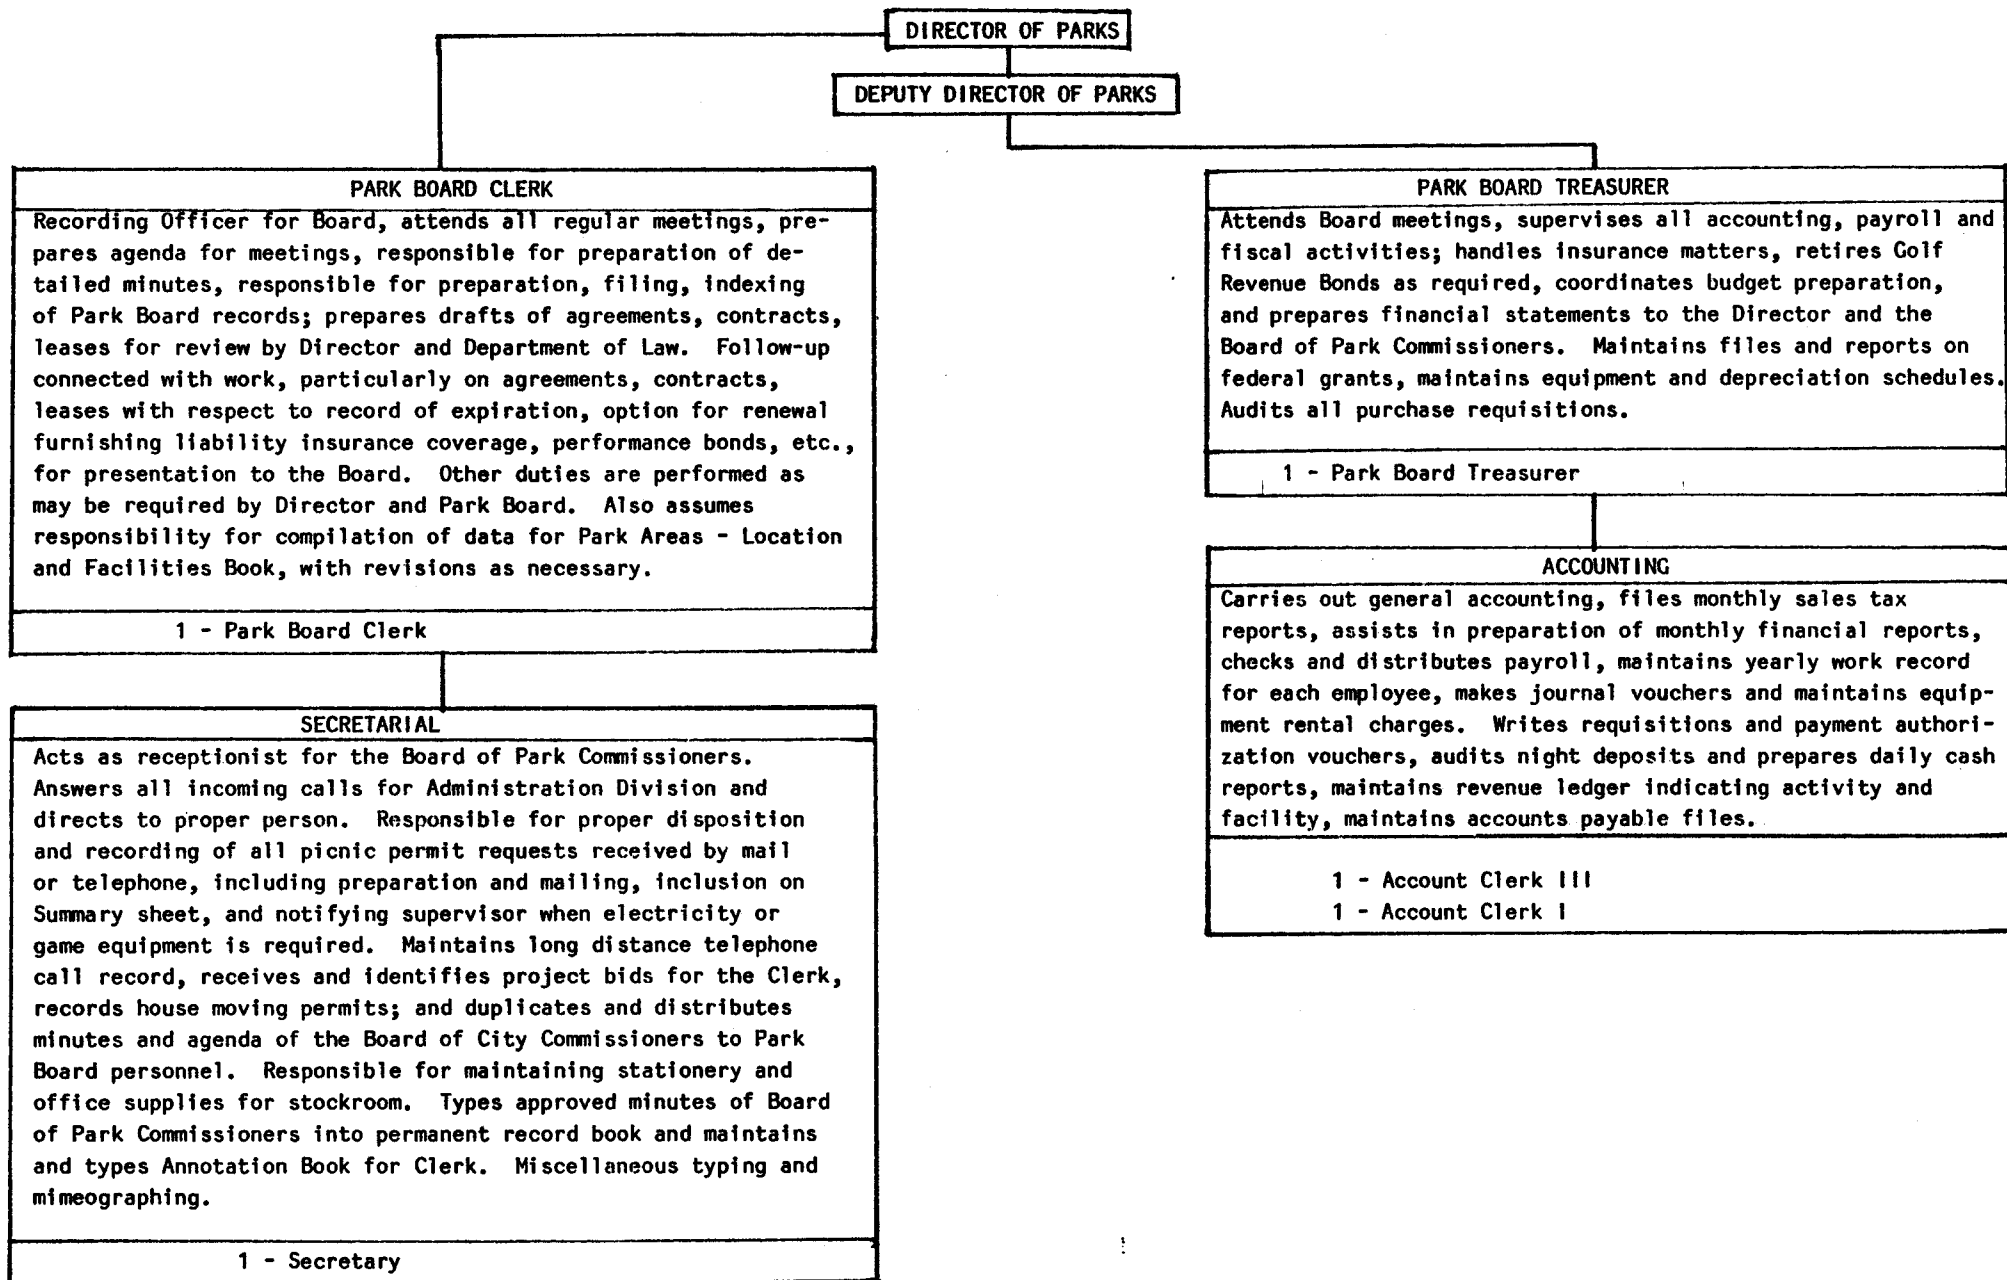 DIRECTOR OF PARKS
DEPUTY DIRECTOR OF PARKS
PARK BOARD CLERK
Recording Officer for Board, attends all regular meetings, pre-
pares agenda for meetings, responsible for preparation of de-
tailed minutes, responsible for preparation, filing, indexing
of Park Board records; prepares drafts of agreements, contracts,
leases for review by Director and Department of Law.  Follow-up
connected with work, particularly on agreements, contracts,
leases with respect to record of expiration, option for renewal
furnishing liability insurance coverage, performance bonds, etc.,
for presentation to the Board.  Other duties are performed as
may be required by Director and Park Board.  Also assumes
responsibility for compilation of data for Park Areas - Location
and Facilities Book, with revisions as necessary.
1 - Park Board Clerk
SECRETARIAL
Acts as receptionist for the Board of Park Commissioners.
Answers all incoming calls for Administration Division and
directs to proper person.  Responsible for proper disposition
and recording of all picnic permit requests received by mail
or telephone, including preparation and mailing, inclusion on
Summary sheet, and notifying supervisor when electricity or
game equipment is required.  Maintains long distance telephone
call record, receives and identifies project bids for the Clerk,
records house moving permits; and duplicates and distributes
minutes and agenda of the Board of City Commissioners to Park
Board personnel.  Responsible for maintaining stationery and
office supplies for stockroom.  Types approved minutes of Board
of Park Commissioners into permanent record book and maintains
and types Annotation Book for Clerk.  Miscellaneous typing and
mimeographing.
1 - Secretary
PARK BOARD TREASURER
Attends Board meetings, supervises all accounting, payroll and
fiscal activities; handles insurance matters, retires Golf
Revenue Bonds as required, coordinates budget preparation,
and prepares financial statements to the Director and the
Board of Park Commissioners.  Maintains files and reports on
federal grants, maintains equipment and depreciation schedules.
Audits all purchase requisitions.
1 - Park Board Treasurer
ACCOUNTING
Carries out general accounting, files monthly sales tax
reports, assists in preparation of monthly financial reports,
checks and distributes payroll, maintains yearly work record
for each employee, makes journal vouchers and maintains equip-
ment rental charges.  Writes requisitions and payment authori-
zation vouchers, audits night deposits and prepares daily cash
reports, maintains revenue ledger indicating activity and
facility, maintains accounts payable files.
1 - Account Clerk III
1 - Account Clerk I